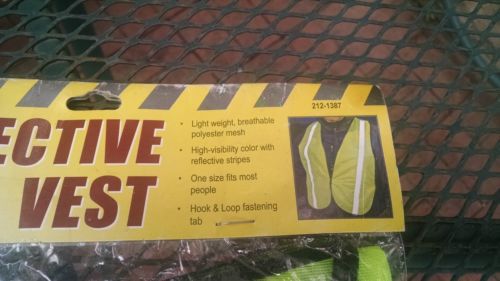 ECTIVE
VEST
• Light weight, breathable
polyester mesh
• High-visibility color with
reflective stripes
• One size fits most
people
• Hook & Loop fastening
tab
212-1387